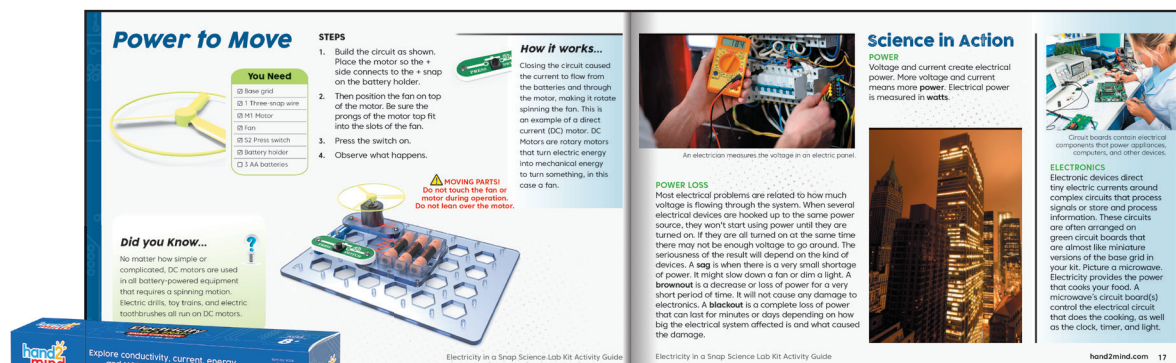 Power to Move
You Need
☑ Base grid
☑ 1 Three-snap wire
☑ M1 Motor
☑ Fan
☑ S2 Press switch
☑ Battery holder
☐ 3 AA batteries
STEPS
1. Build the circuit as shown.
Place the motor so the +
side connects to the + snap
on the battery holder.
2. Then position the fan on top
of the motor. Be sure the
prongs of the motor top fit
into the slots of the fan.
3. Press the switch on.
4. Observe what happens.
MOVING PARTS!
Do not touch the fan or
motor during operation.
Do not lean over the motor.
How it works...
Closing the circuit caused
the current to flow from
the batteries and through
the motor, making it rotate
spinning the fan. This is
an example of a direct
current (DC) motor. DC
Motors are rotary motors
that turn electric energy
into mechanical energy
to turn something, in this
case a fan.
Did you Know...
No matter how simple or
complicated, DC motors are used
in all battery-powered equipment
that requires a spinning motion.
Electric drills, toy trains, and electric
toothbrushes all run on DC motors.
hand2
mind
Electricity
8+
Explore conductivity, current, energy
Electricity in a Snap Science Lab Kit Activity Guide
An electrician measures the voltage in an electric panel.
POWER LOSS
Most electrical problems are related to how much
voltage is flowing through the system. When several
electrical devices are hooked up to the same power
source, they won't start using power until they are
turned on. If they are all turned on at the same time
there may not be enough voltage to go around. The
seriousness of the result will depend on the kind of
devices. A sag is when there is a very small shortage
of power. It might slow down a fan or dim a light. A
brownout is a decrease or loss of power for a very
short period of time. It will not cause any damage to
electronics. A blackout is a complete loss of power
that can last for minutes or days depending on how
big the electrical system affected is and what caused
the damage.
Electricity in a Snap Science Lab Kit Activity Guide
Science in Action
POWER
Voltage and current create electrical
power. More voltage and current
means more power. Electrical power
is measured in watts.
Circuit boards contain electrical
components that power appliances,
computers, and other devices.
ELECTRONICS
Electronic devices direct
tiny electric currents around
complex circuits that process
signals or store and process
information. These circuits
are often arranged on
green circuit boards that
are almost like miniature
versions of the base grid in
your kit. Picture a microwave.
Electricity provides the power
that cooks your food. A
microwave's circuit board(s)
control the electrical circuit
that does the cooking, as well
as the clock, timer, and light.
hand2mind.com 17